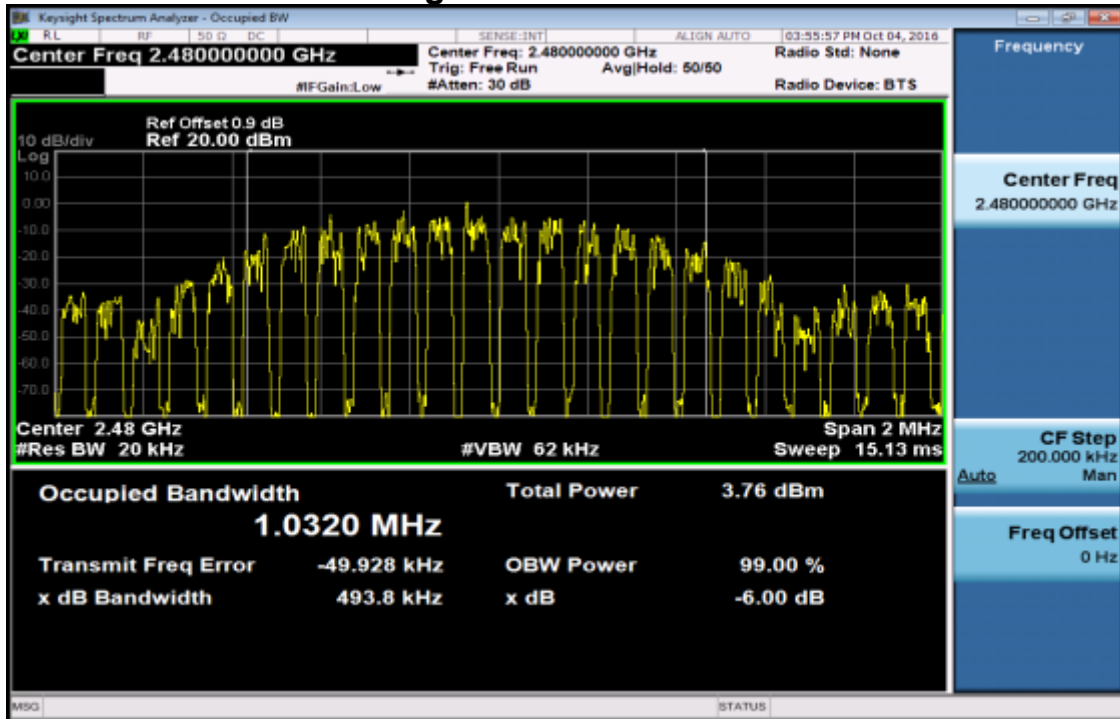 Keysight Spectrum Analyzer - Occupied BW
RL RF 50 Ω DC SENSE:INT ALIGN AUTO 03:55:57 PM Oct 04, 2016
Center Freq 2.480000000 GHz
Center Freq: 2.480000000 GHz
Radio Std: None
Trig: Free Run Avg|Hold: 50/50
#IFGain:Low
#Atten: 30 dB
Radio Device: BTS
Frequency
Ref Offset 0.9 dB
10 dB/div Ref 20.00 dBm
Log
10.0
0.00
-10.0
-20.0
-30.0
-40.0
-50.0
-60.0
-70.0
Center 2.48 GHz Span 2 MHz
#Res BW 20 kHz #VBW 62 kHz Sweep 15.13 ms
Center Freq
2.480000000 GHz
CF Step
200.000 kHz
Auto Man
Freq Offset
0 Hz
Occupied Bandwidth Total Power 3.76 dBm
1.0320 MHz
Transmit Freq Error -49.928 kHz OBW Power 99.00 %
x dB Bandwidth 493.8 kHz x dB -6.00 dB
MSG STATUS